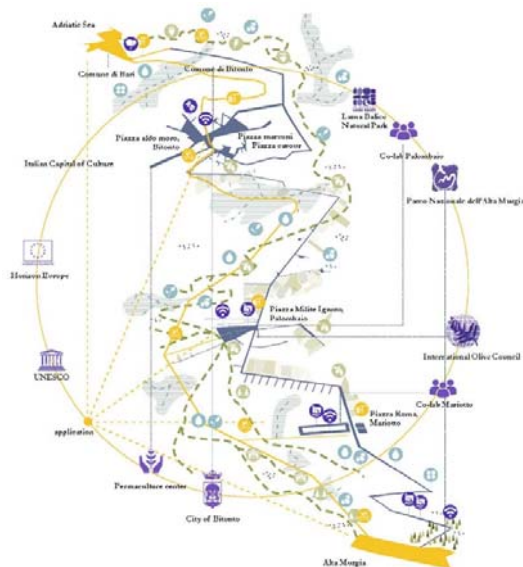 Adriatic Sea
Comune di Bari
Comune di Bitonto
Lama Balice
Natural Park
Co-lab Palombaio
Piazza aldo moro,
Bitonto
Piazza marconi
Piazza cavour
Italian Capital of Culture
Parco Nazionale dell'Alta Murgia
Horizon Europe
Piazza Milite Ignoto,
Palombaio
International Olive Council
UNESCO
Co-lab Mariotto
Piazza Roma,
Mariotto
application
Permaculture center
City of Bitonto
Alta Murgia